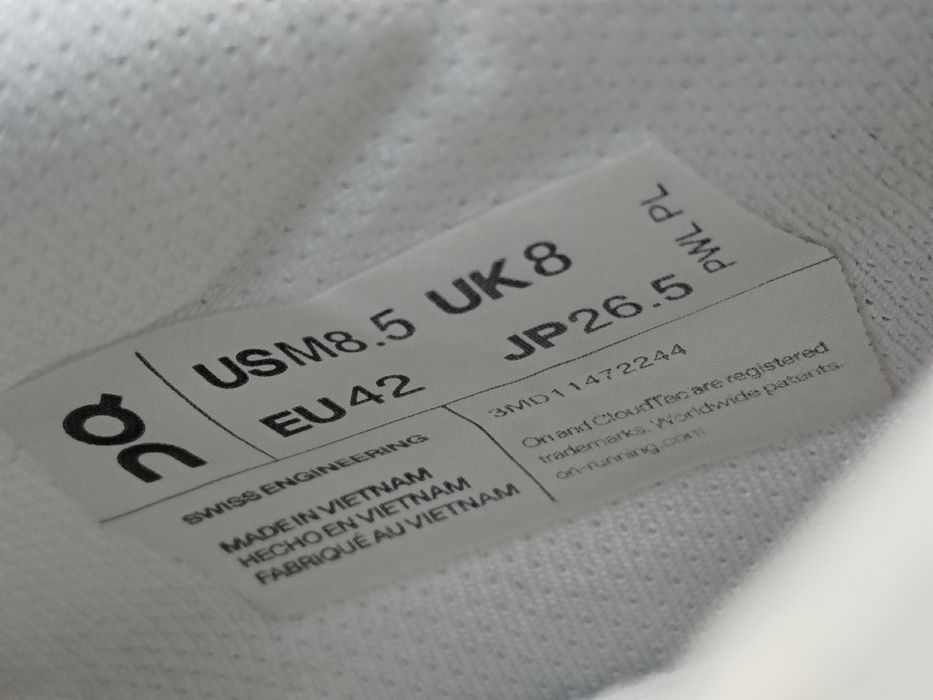 on
USM8.5 UK8
EU42 JP26.5
PWL PL
SWISS ENGINEERING
MADE IN VIETNAM
HECHO EN VIETNAM
FABRIQUÉ AU VIETNAM
3MD11472244
On and CloudTec are registered
trademarks. Worldwide patents.
on-running.com